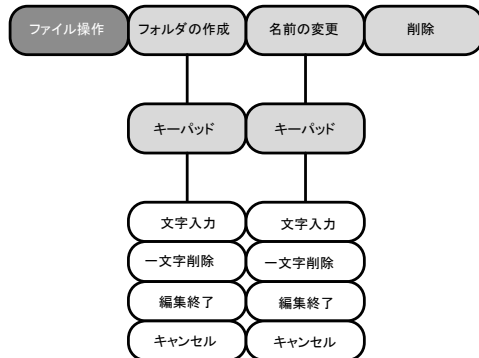 ファイル操作
フォルダの作成
名前の変更
削除
キーパッド
キーパッド
文字入力
文字入力
一文字削除
一文字削除
編集終了
編集終了
キャンセル
キャンセル